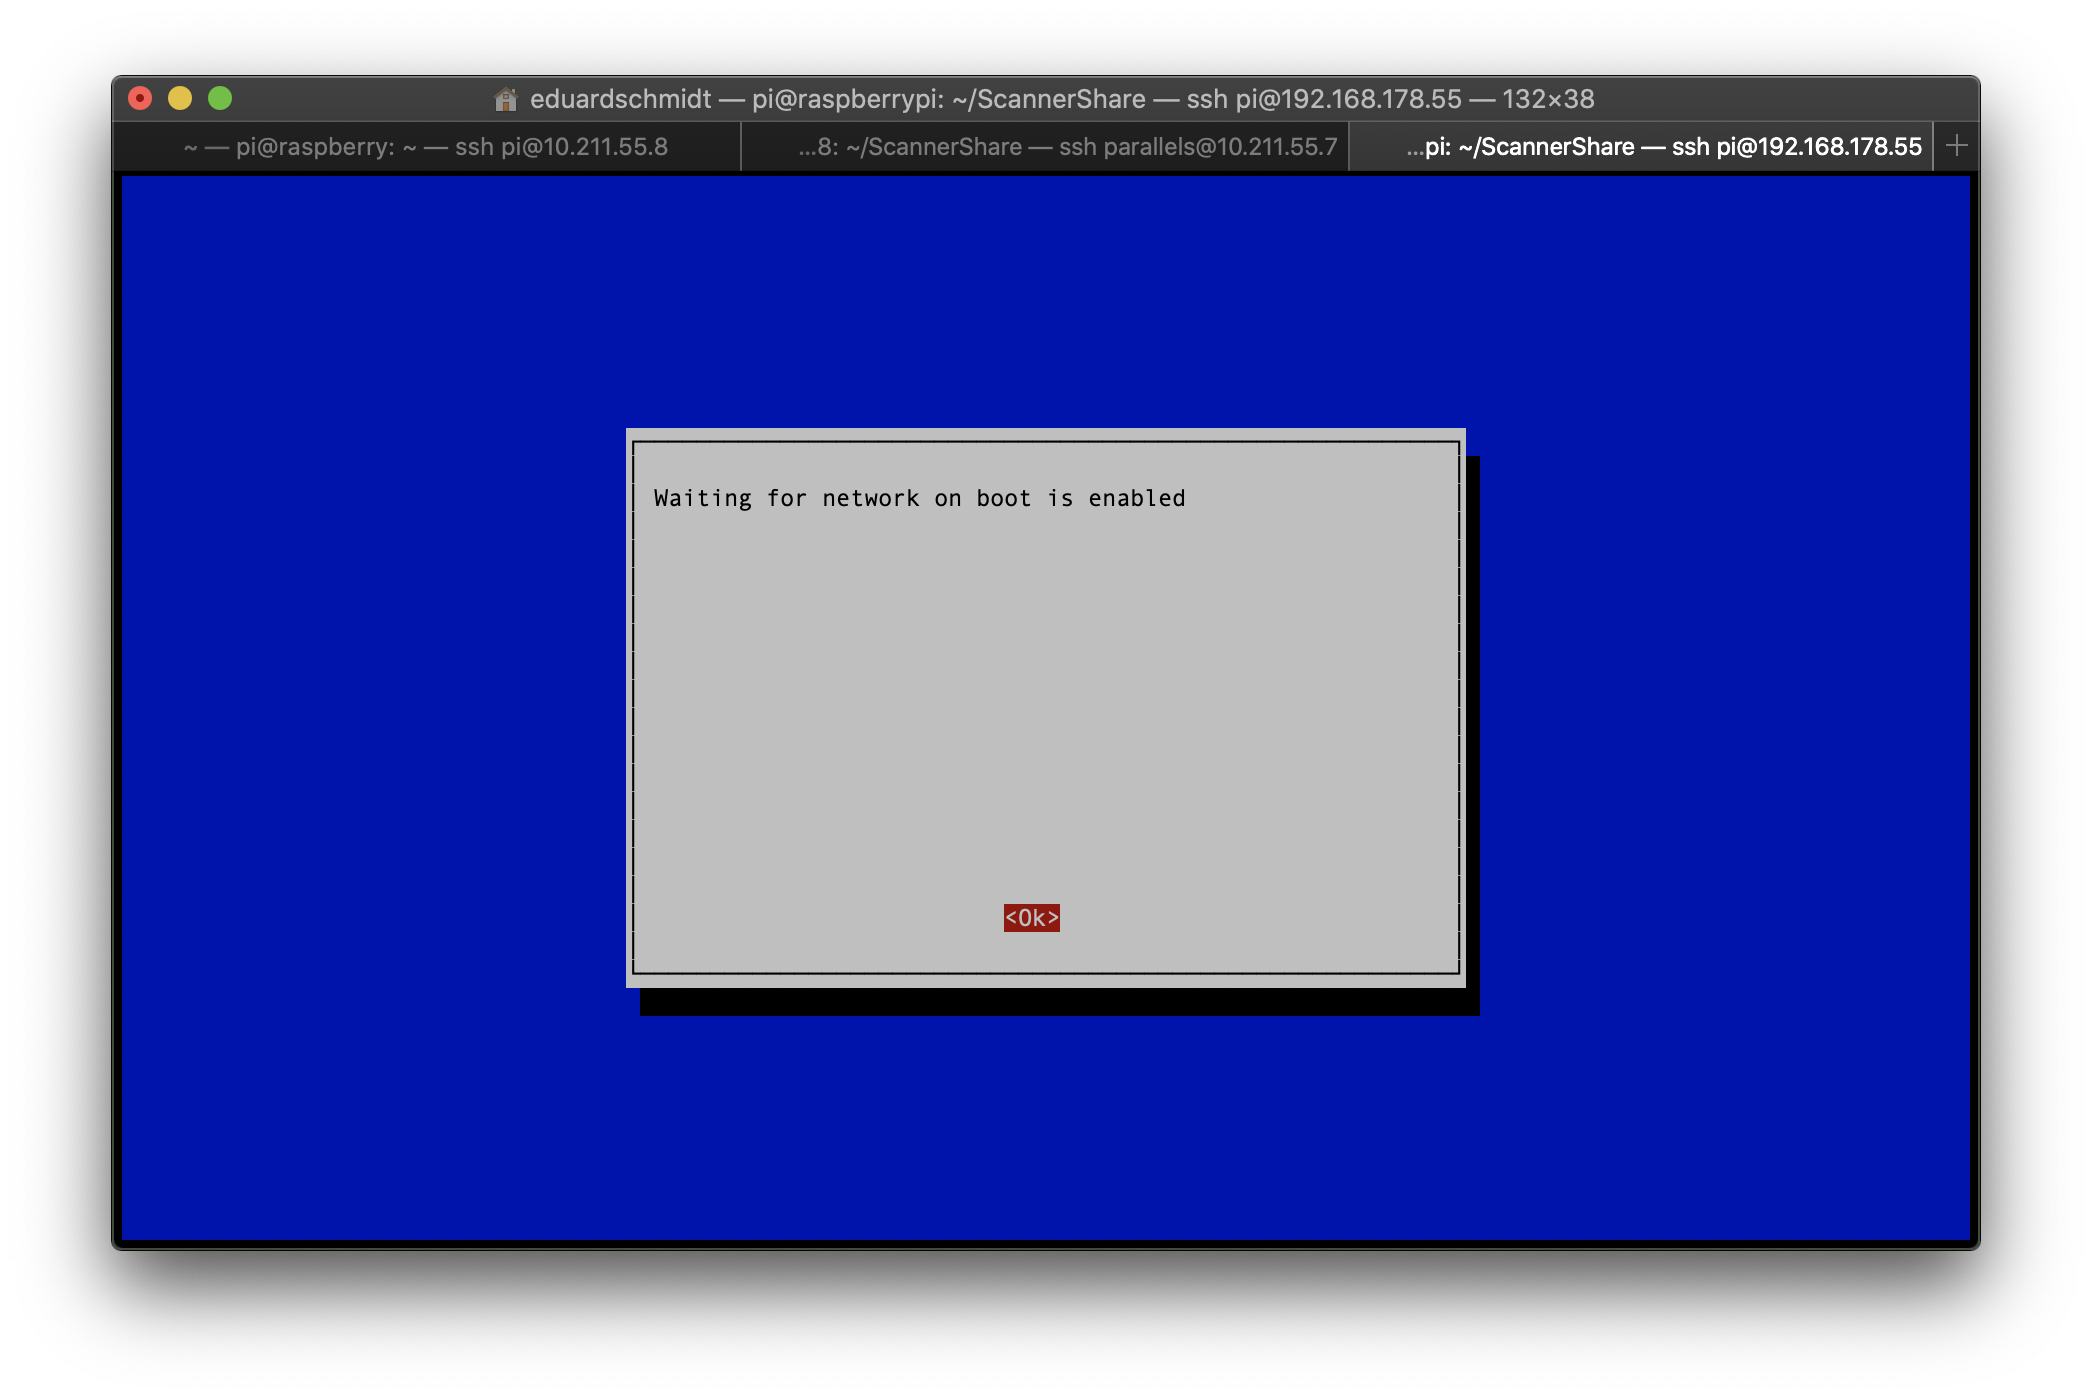 eduardschmidt — pi@raspberrypi: ~/ScannerShare — ssh pi@192.168.178.55 — 132×38
~ — pi@raspberry: ~ — ssh pi@10.211.55.8
...8: ~/ScannerShare — ssh parallels@10.211.55.7
...pi: ~/ScannerShare — ssh pi@192.168.178.55
Waiting for network on boot is enabled
<Ok>